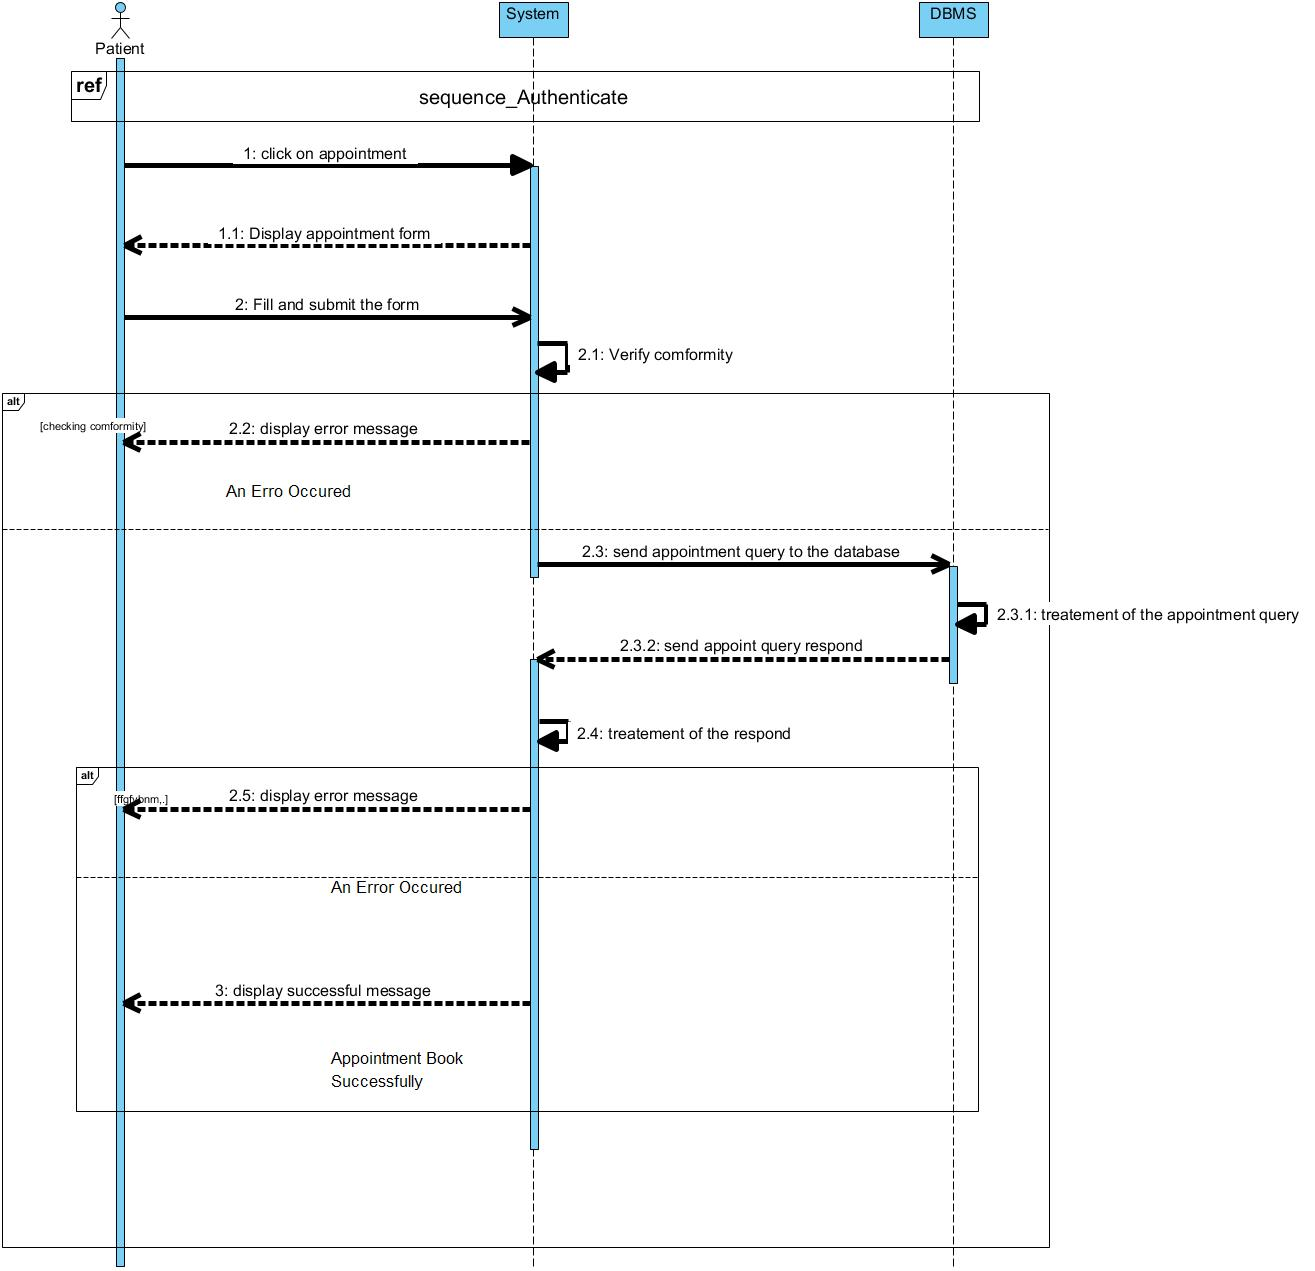 System
DBMS
Patient
ref
sequence_Authenticate
1: click on appointment
1.1: Display appointment form
2: Fill and submit the form
2.1: Verify comformity
alt
[checking comformity]
2.2: display error message
An Erro Occured
2.3: send appointment query to the database
2.3.1: treatement of the appointment query
2.3.2: send appoint query respond
2.4: treatement of the respond
alt
2.5: display error message
An Error Occured
3: display successful message
Appointment Book
Successfully